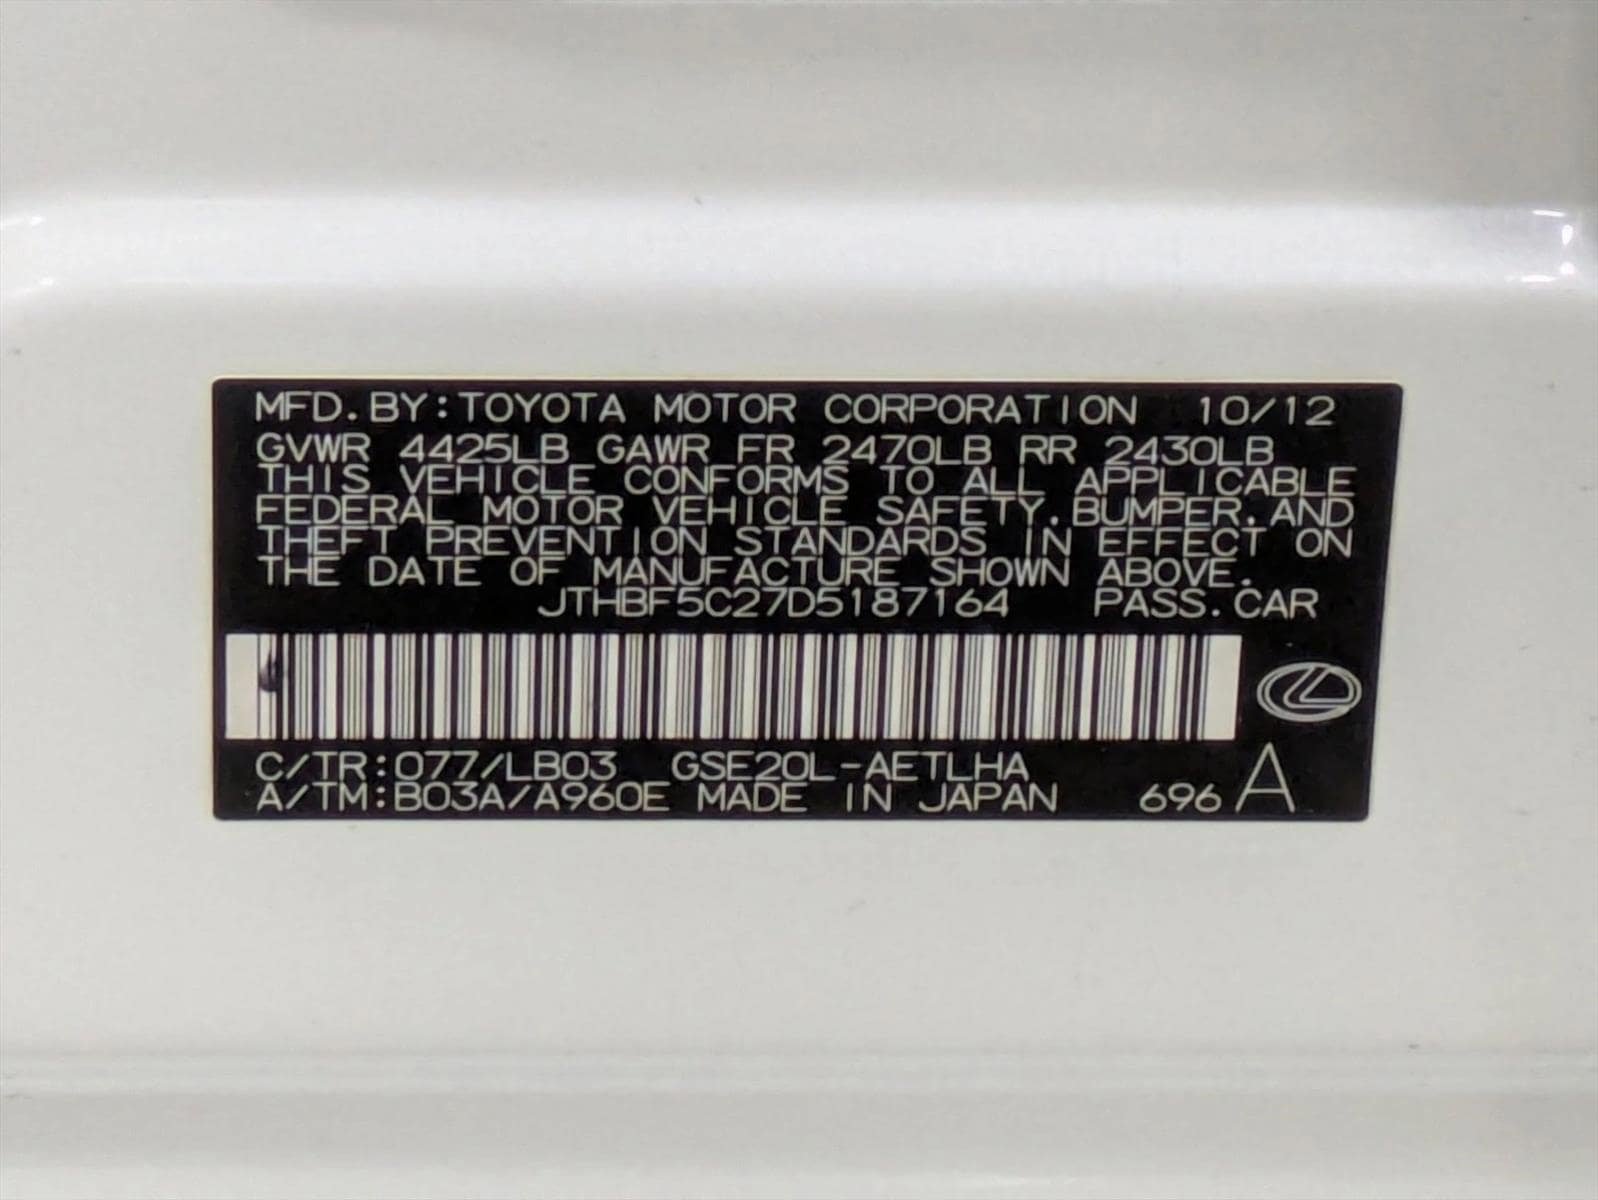 MFD. BY: TOYOTA MOTOR CORPORATION 10/12
GVWR 4425LB GAWR FR 2470LB RR 2430LB
THIS VEHICLE CONFORMS TO ALL APPLICABLE
FEDERAL MOTOR VEHICLE SAFETY, BUMPER, AND
THEFT PREVENTION STANDARDS IN EFFECT ON
THE DATE OF MANUFACTURE SHOWN ABOVE.
JTHBF5C27D5187164 PASS. CAR
C/TR: 077/LB03 GSE20L-AETLHA
A/TM: B03A/A960E MADE IN JAPAN 696 A